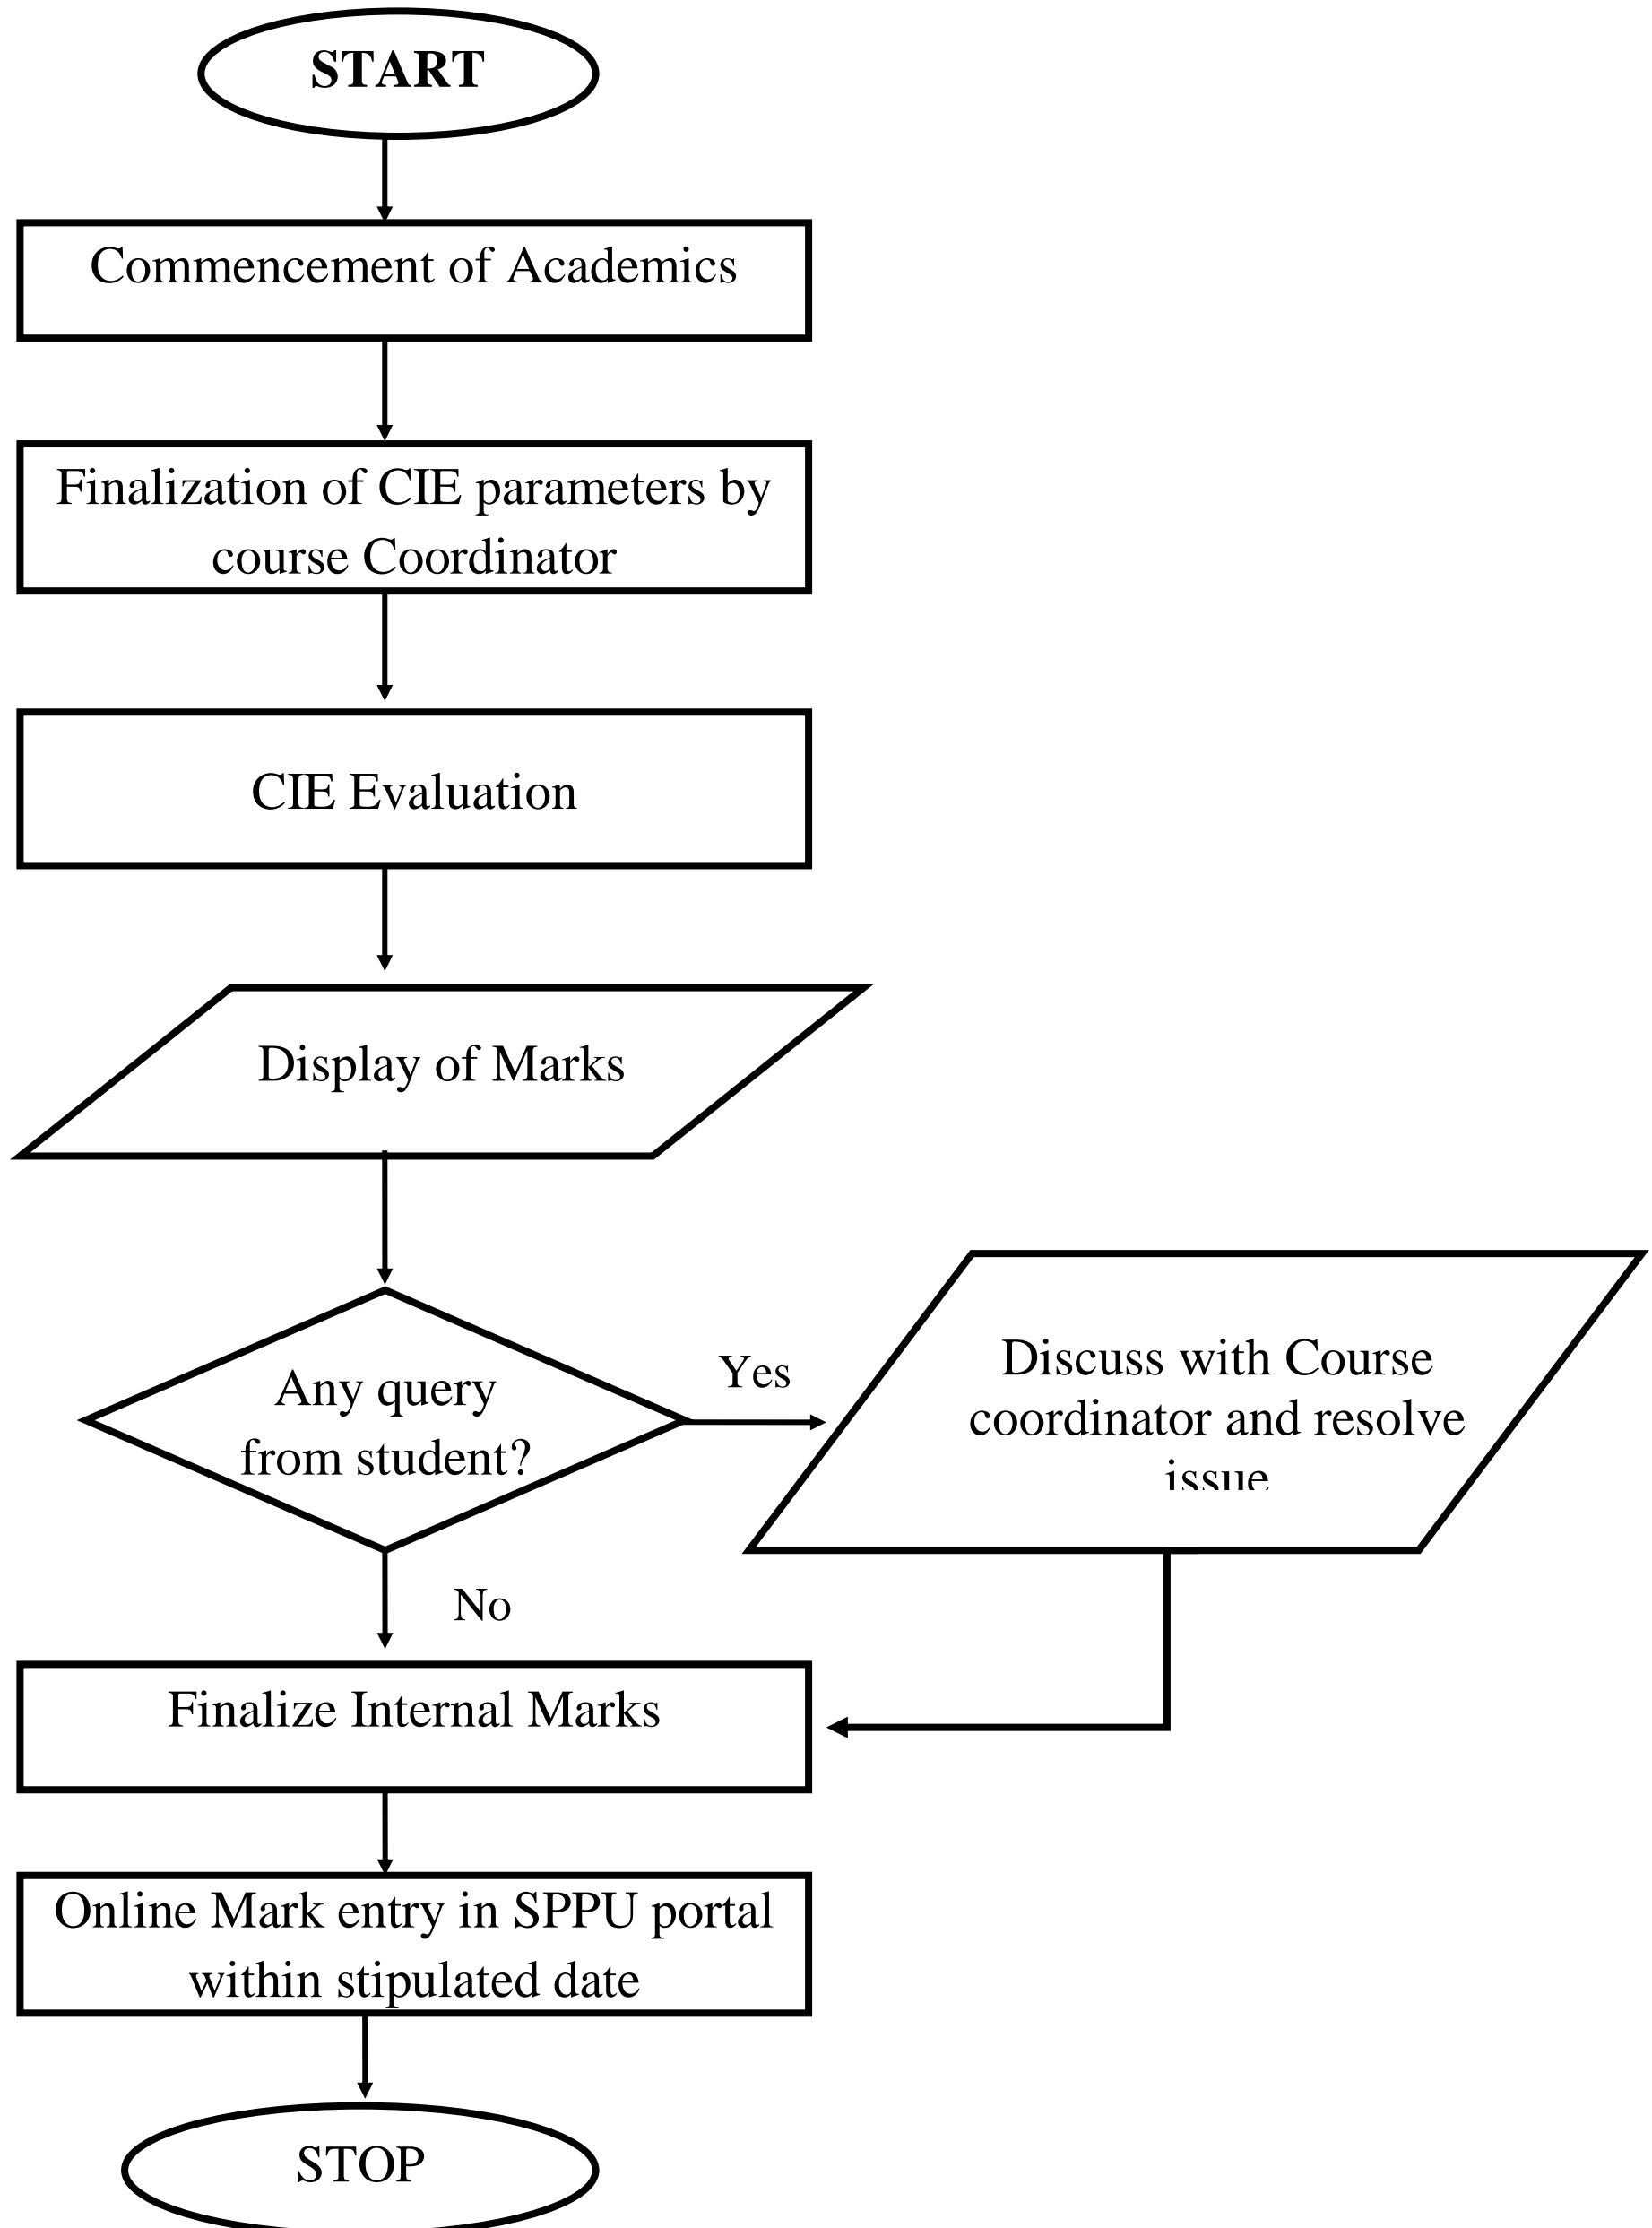 START
Commencement of Academics
Finalization of CIE parameters by
course Coordinator
CIE Evaluation
Display of Marks
Any query
from student?
Yes
Discuss with Course
coordinator and resolve
issue
No
Finalize Internal Marks
Online Mark entry in SPPU portal
within stipulated date
STOP